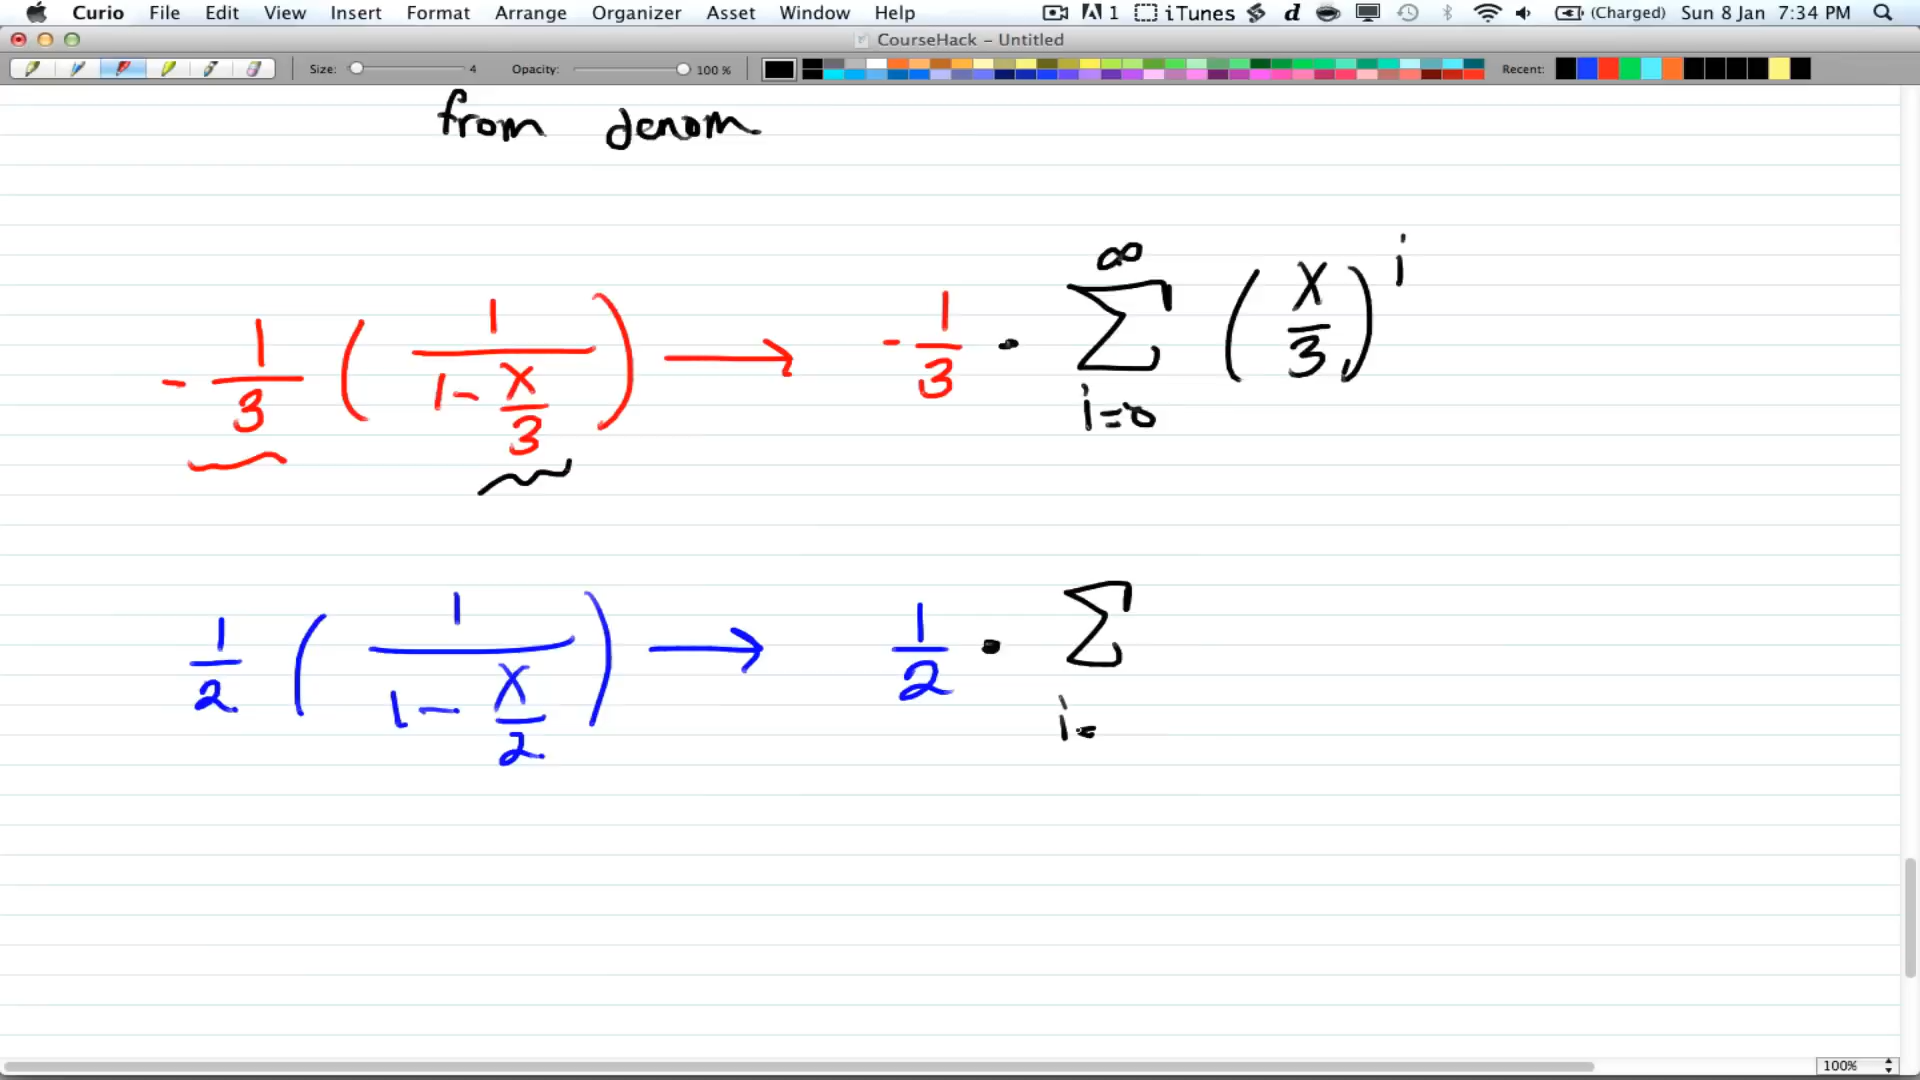 Curio File Edit View Insert Format Arrange Organizer Asset Window Help 1 iTunes d (Charged) Sun 8 Jan 7:34 PM
CourseHack – Untitled
Size: 4 Opacity: 100 % Recent:
from denom
- 1/3 ( 1 / (1 - x/3) ) → - 1/3 · ∞ Σ i=0 ( x/3 ) i
1/2 ( 1 / (1 - x/2) ) → 1/2 · Σ i=
100%